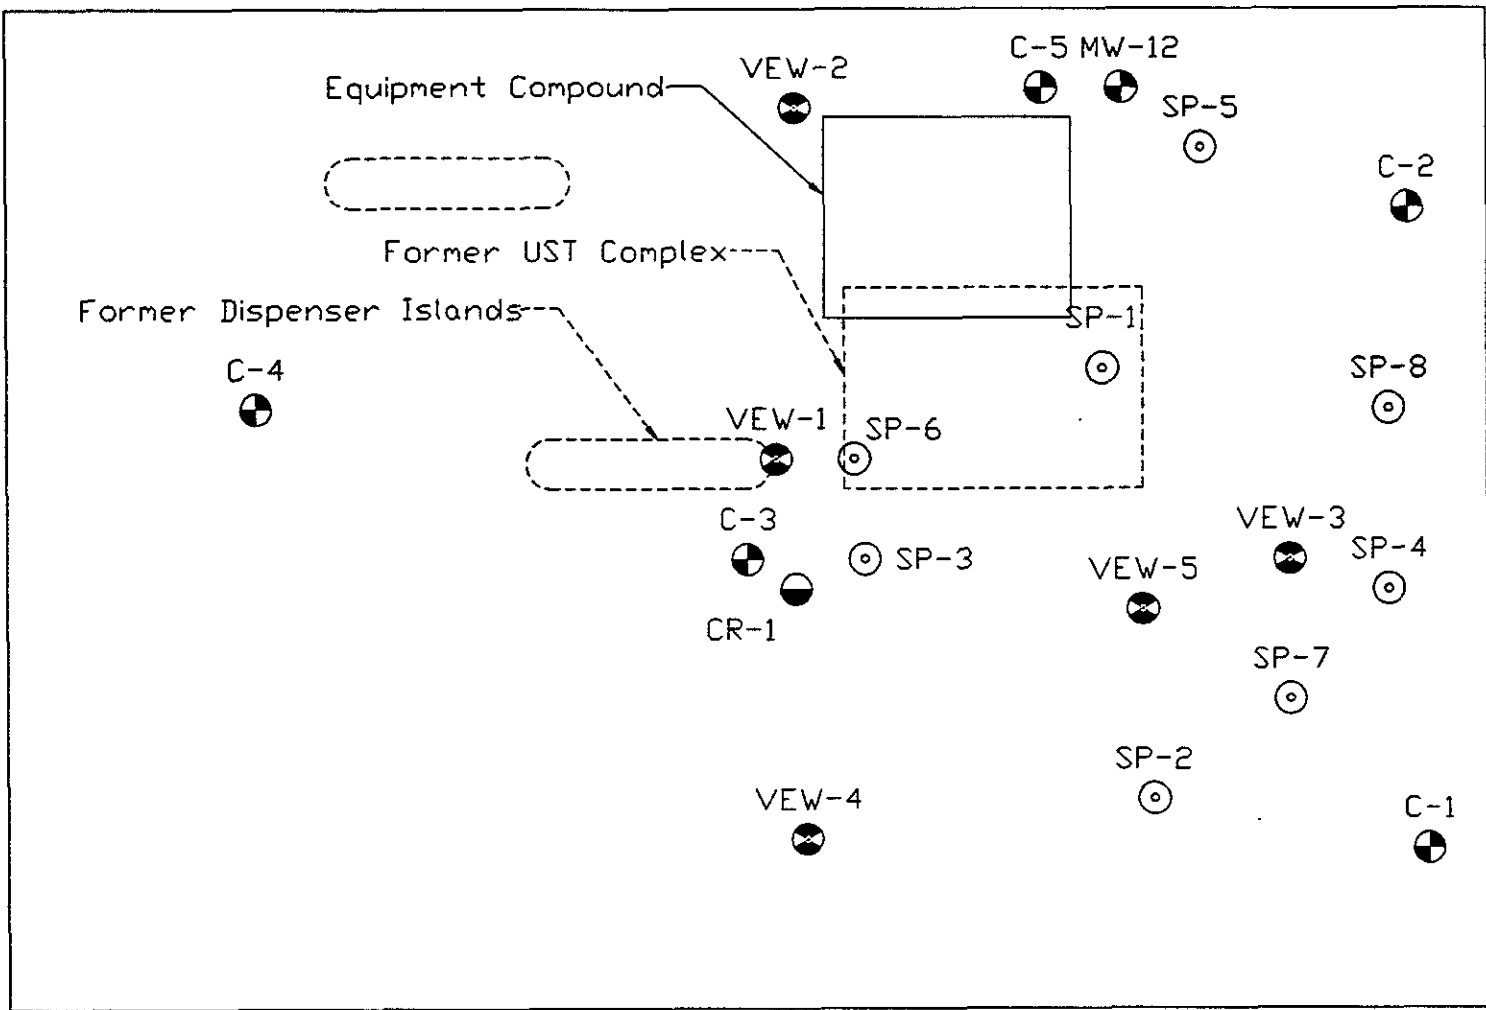 C-5 MW-12
VEW-2
Equipment Compound
SP-5
C-2
Former UST Complex
Former Dispenser Islands
SP-1
C-4
SP-8
VEW-1
SP-6
C-3
VEW-3
SP-4
SP-3
VEW-5
CR-1
SP-7
SP-2
VEW-4
C-1